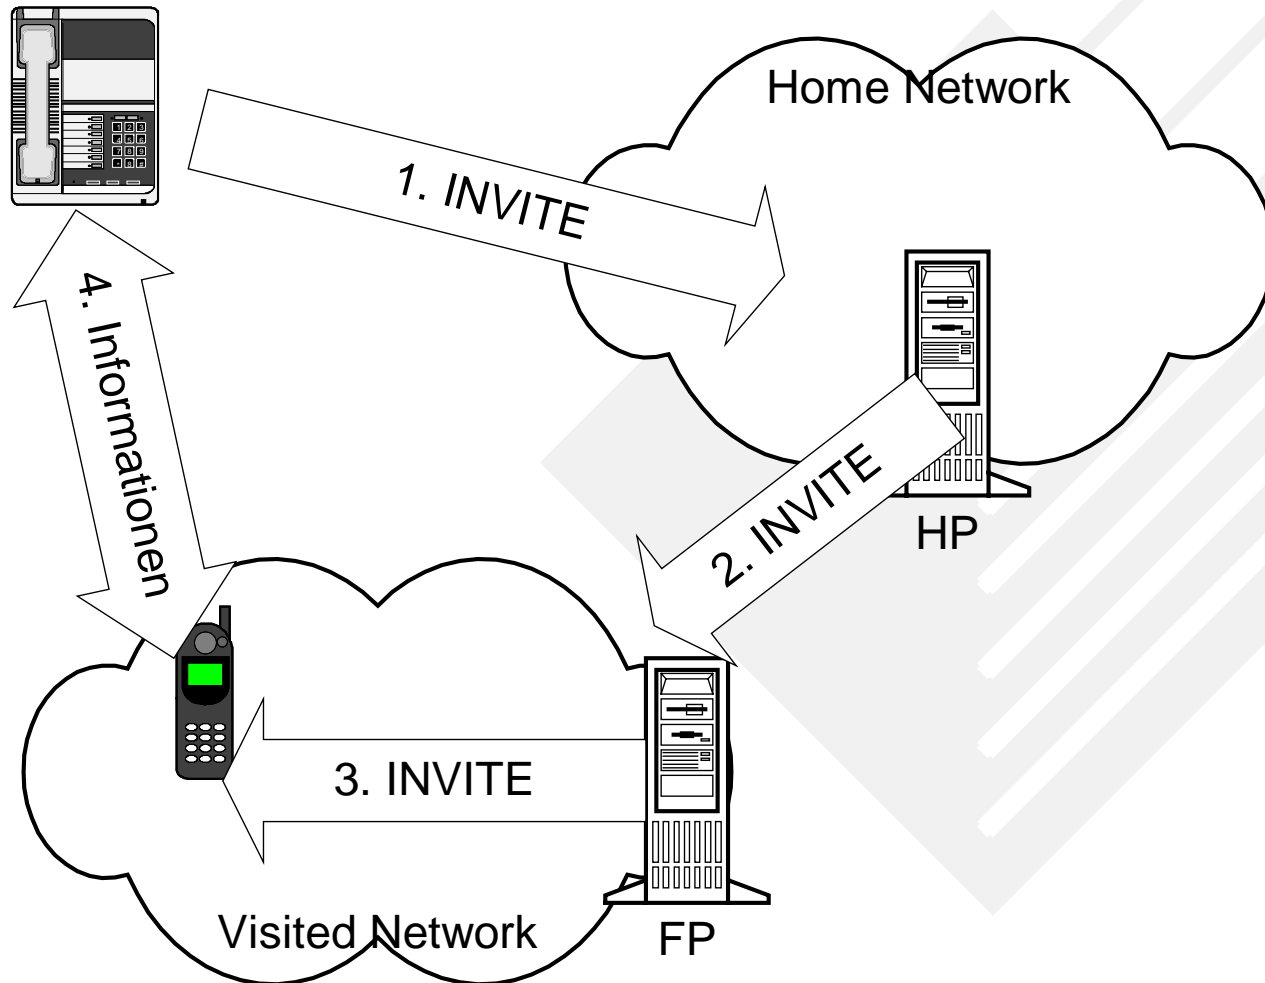 Home Network
1. INVITE
4. Informationen
2. INVITE
HP
3. INVITE
Visited Network
FP